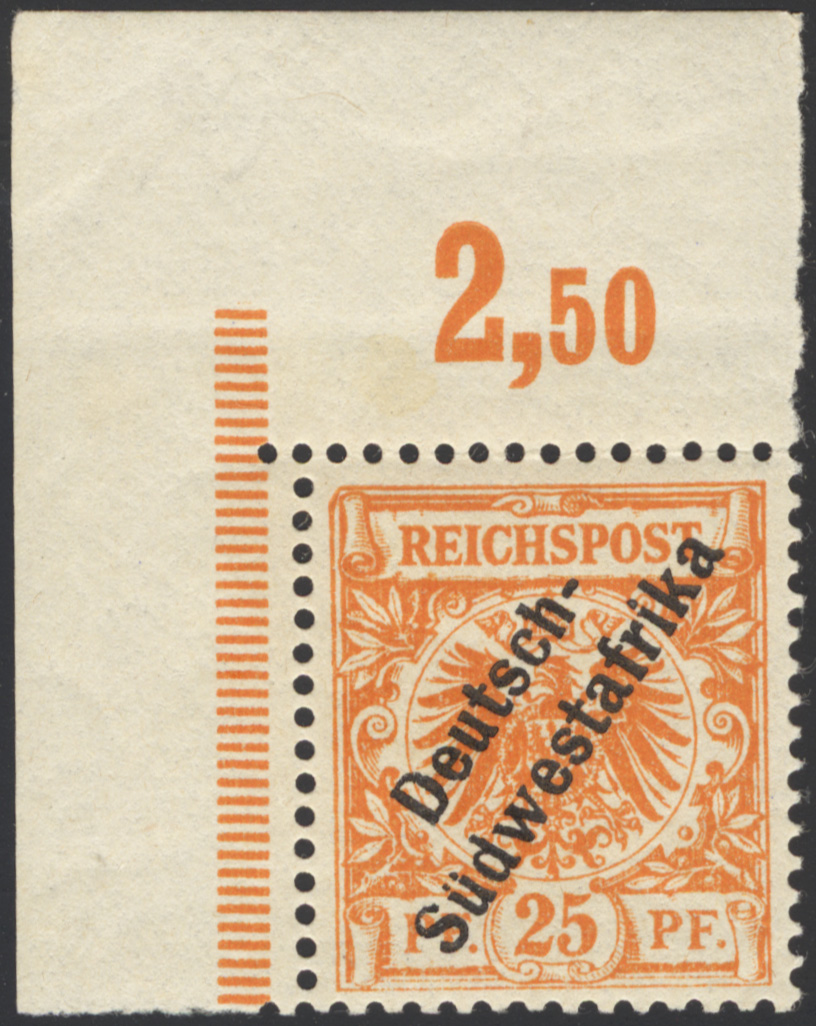 2,50
REICHSPOST
Deutsch-
Südwestafrika
PF. 25 PF.